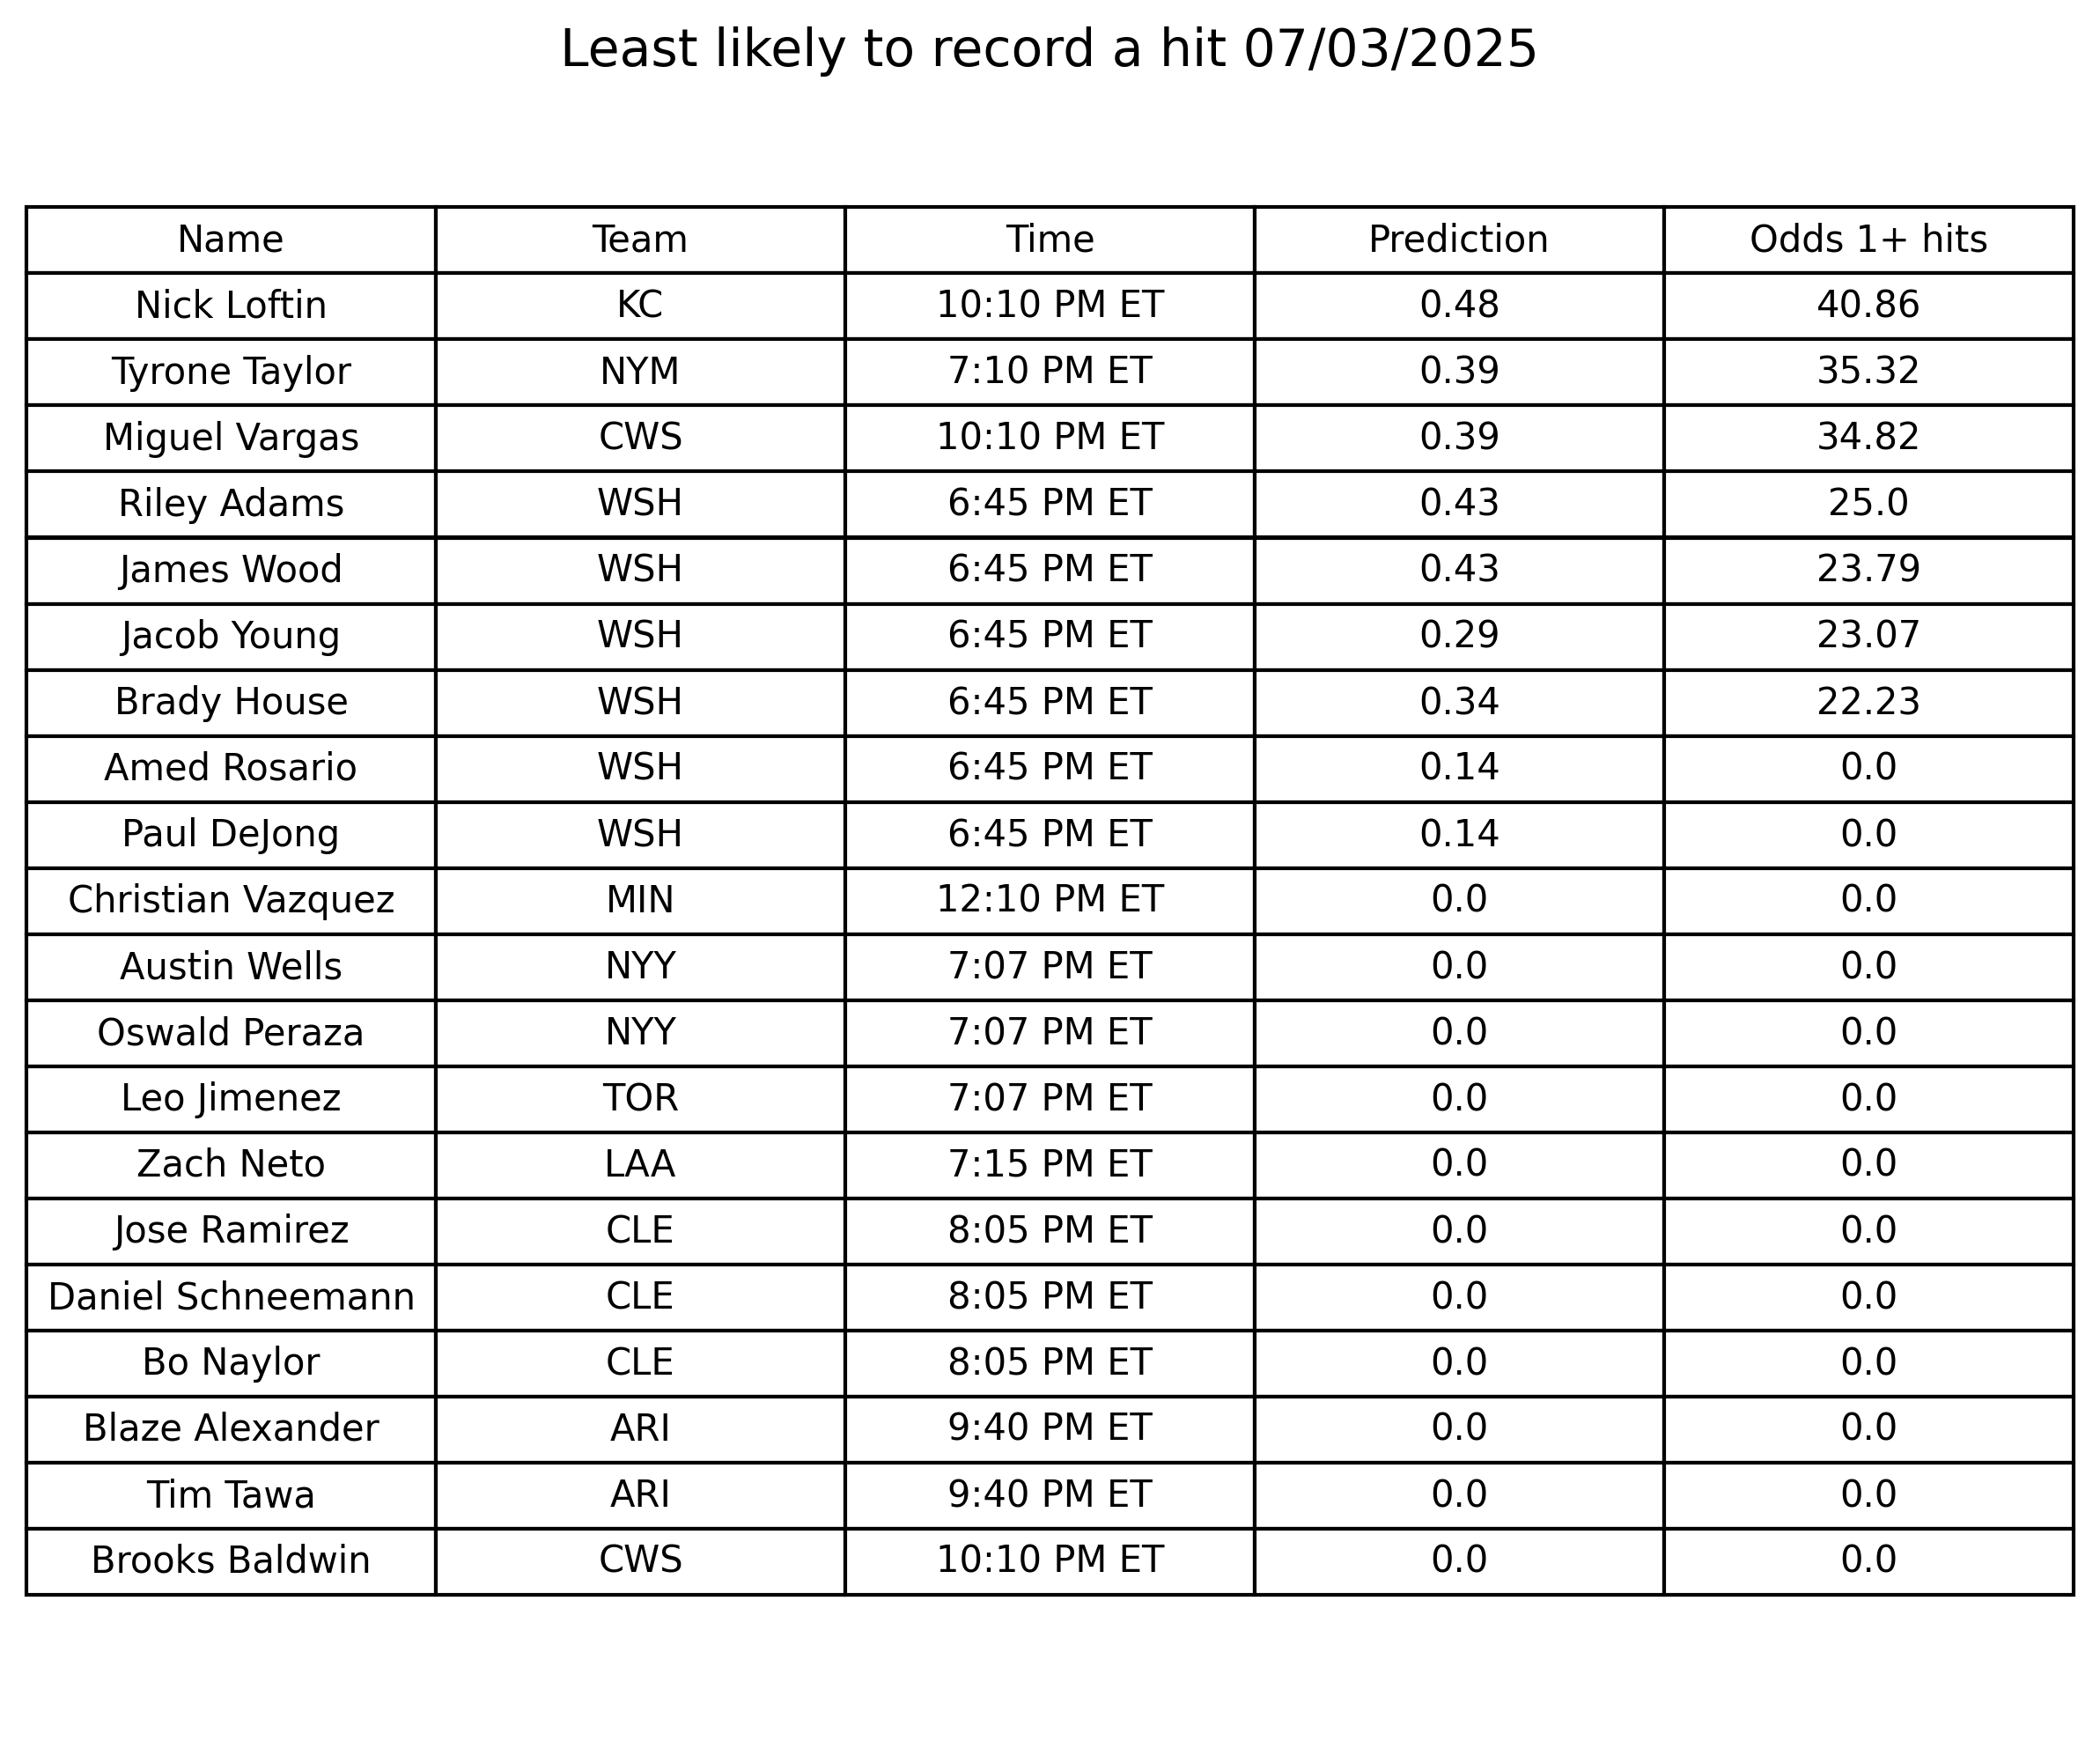 Least likely to record a hit 07/03/2025
Name Team Time Prediction Odds 1+ hits
Nick Loftin KC 10:10 PM ET 0.48 40.86
Tyrone Taylor NYM 7:10 PM ET 0.39 35.32
Miguel Vargas CWS 10:10 PM ET 0.39 34.82
Riley Adams WSH 6:45 PM ET 0.43 25.0
James Wood WSH 6:45 PM ET 0.43 23.79
Jacob Young WSH 6:45 PM ET 0.29 23.07
Brady House WSH 6:45 PM ET 0.34 22.23
Amed Rosario WSH 6:45 PM ET 0.14 0.0
Paul DeJong WSH 6:45 PM ET 0.14 0.0
Christian Vazquez MIN 12:10 PM ET 0.0 0.0
Austin Wells NYY 7:07 PM ET 0.0 0.0
Oswald Peraza NYY 7:07 PM ET 0.0 0.0
Leo Jimenez TOR 7:07 PM ET 0.0 0.0
Zach Neto LAA 7:15 PM ET 0.0 0.0
Jose Ramirez CLE 8:05 PM ET 0.0 0.0
Daniel Schneemann CLE 8:05 PM ET 0.0 0.0
Bo Naylor CLE 8:05 PM ET 0.0 0.0
Blaze Alexander ARI 9:40 PM ET 0.0 0.0
Tim Tawa ARI 9:40 PM ET 0.0 0.0
Brooks Baldwin CWS 10:10 PM ET 0.0 0.0